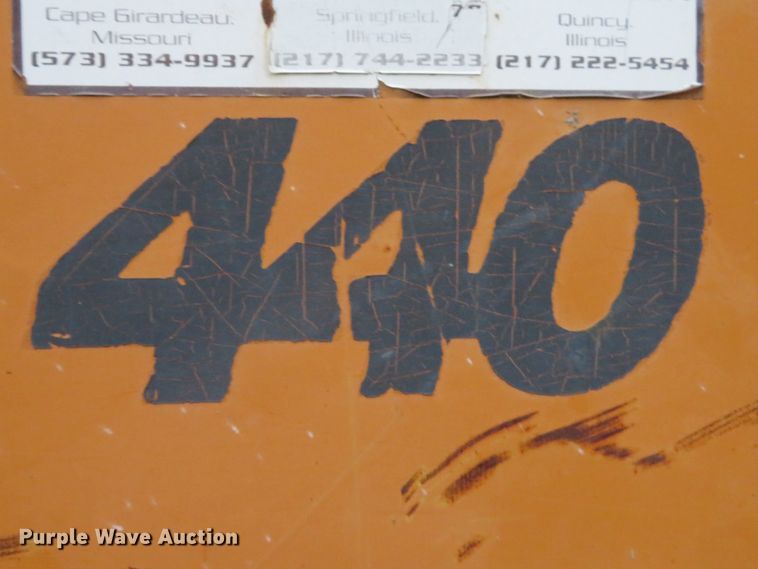 Cape Girardeau.
Missouri
(573) 334-9937
Springfield.
Illinois
(217) 744-2233
Quincy.
Illinois
(217) 222-5454
440
Purple Wave Auction